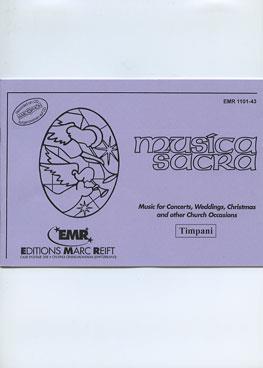 EMR 1101-43
MARCOPHON
musica
sacra
Music for Concerts, Weddings, Christmas
and other Church Occasions
Timpani
EMR
EDITIONS MARC REIFT